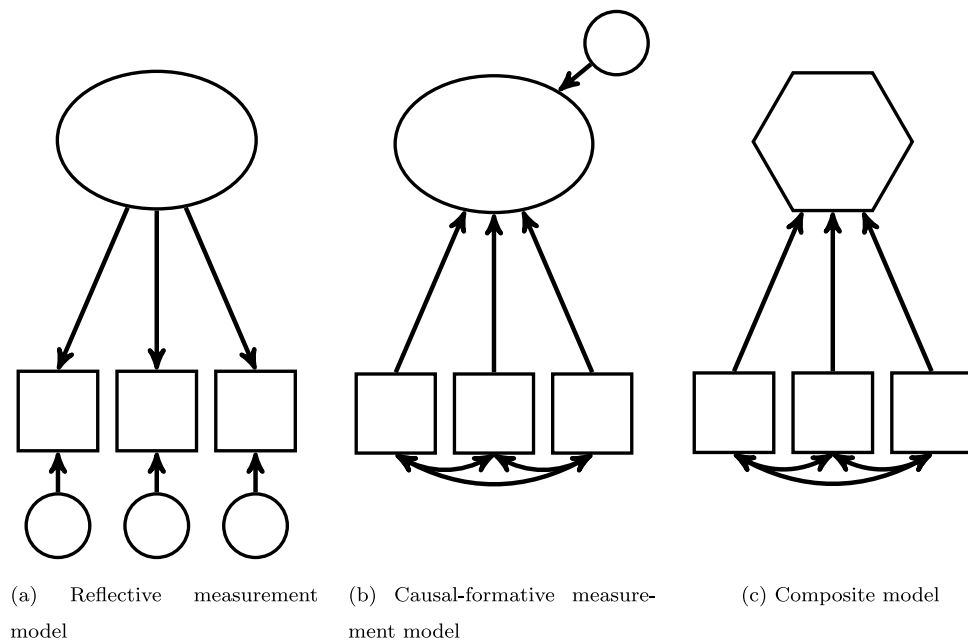 (a) Reflective measurement
model
(b) Causal-formative measure-
ment model
(c) Composite model